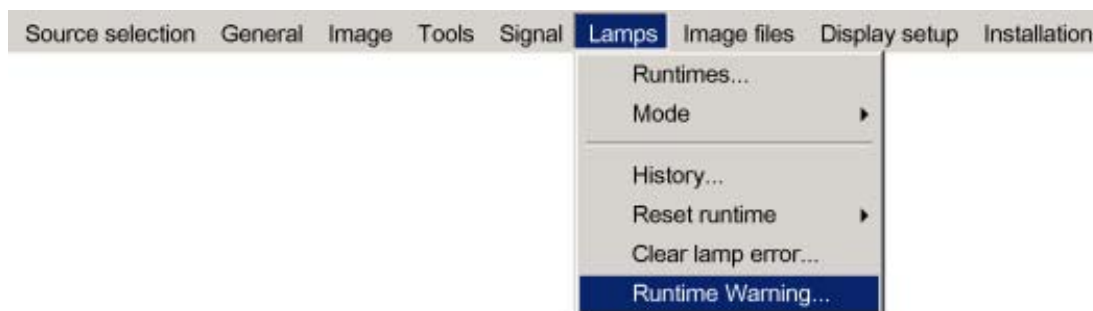 Source selection General Image Tools Signal Lamps Image files Display setup Installation
Runtimes...
Mode
History...
Reset runtime
Clear lamp error...
Runtime Warning...